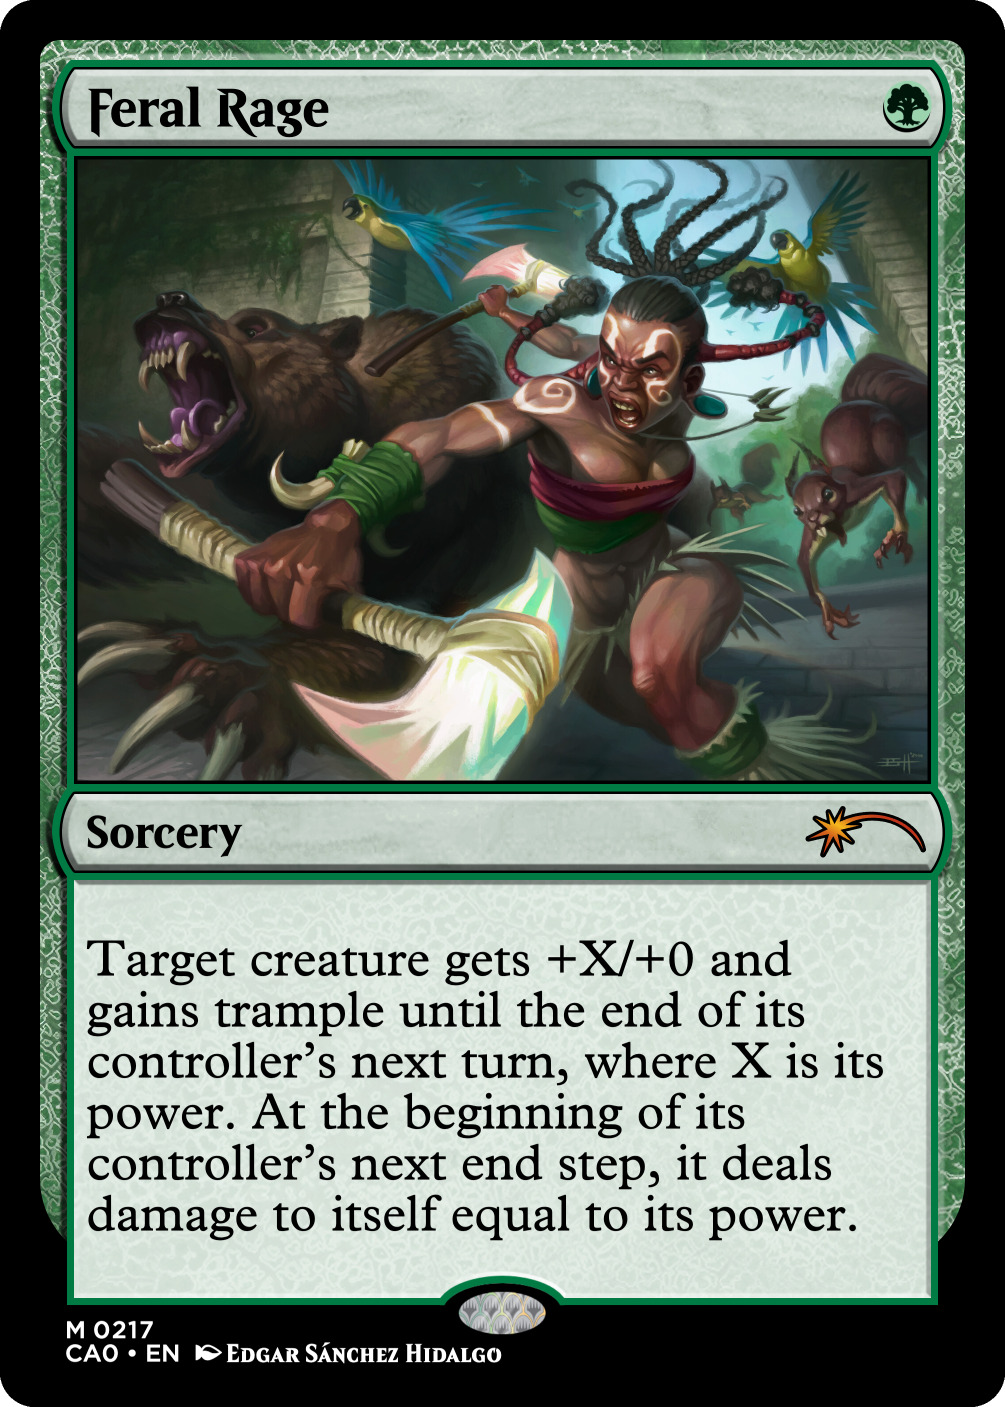 Feral Rage
Sorcery
Target creature gets +X/+0 and
gains trample until the end of its
controller's next turn, where X is its
power. At the beginning of its
controller's next end step, it deals
damage to itself equal to its power.
M 0217
CAO • EN Edgar Sánchez Hidalgo